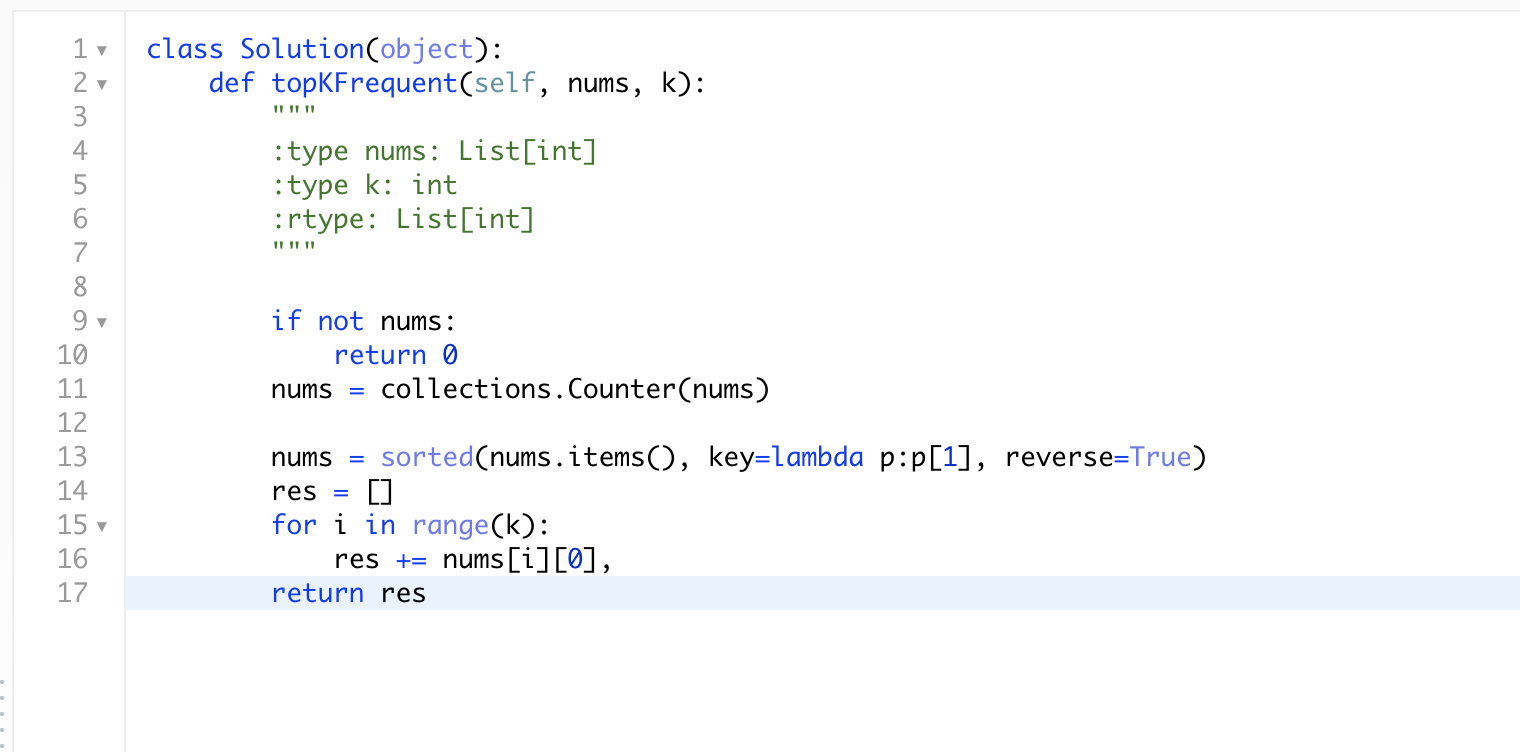 1 class Solution(object):
2     def topKFrequent(self, nums, k):
3         """
4         :type nums: List[int]
5         :type k: int
6         :rtype: List[int]
7         """
8
9         if not nums:
10             return 0
11         nums = collections.Counter(nums)
12
13         nums = sorted(nums.items(), key=lambda p:p[1], reverse=True)
14         res = []
15         for i in range(k):
16             res += nums[i][0],
17         return res